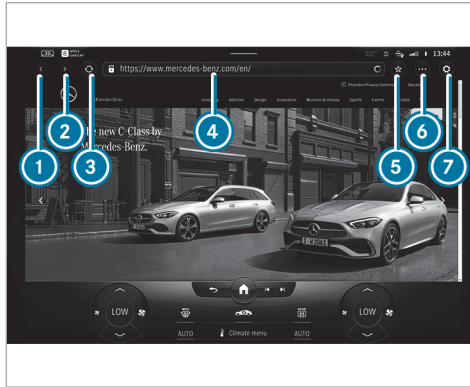 APPLE
CARPLAY
13:44
https://www.mercedes-benz.com/en/
Provider/Privacy Statement
Mercedes-Benz
Vehicles Design Innovation Museum & History Sports Events
The new C-Class by
Mercedes-Benz.
1
2
3
4
5
6
7
LOW
LOW
AUTO
Climate menu
AUTO